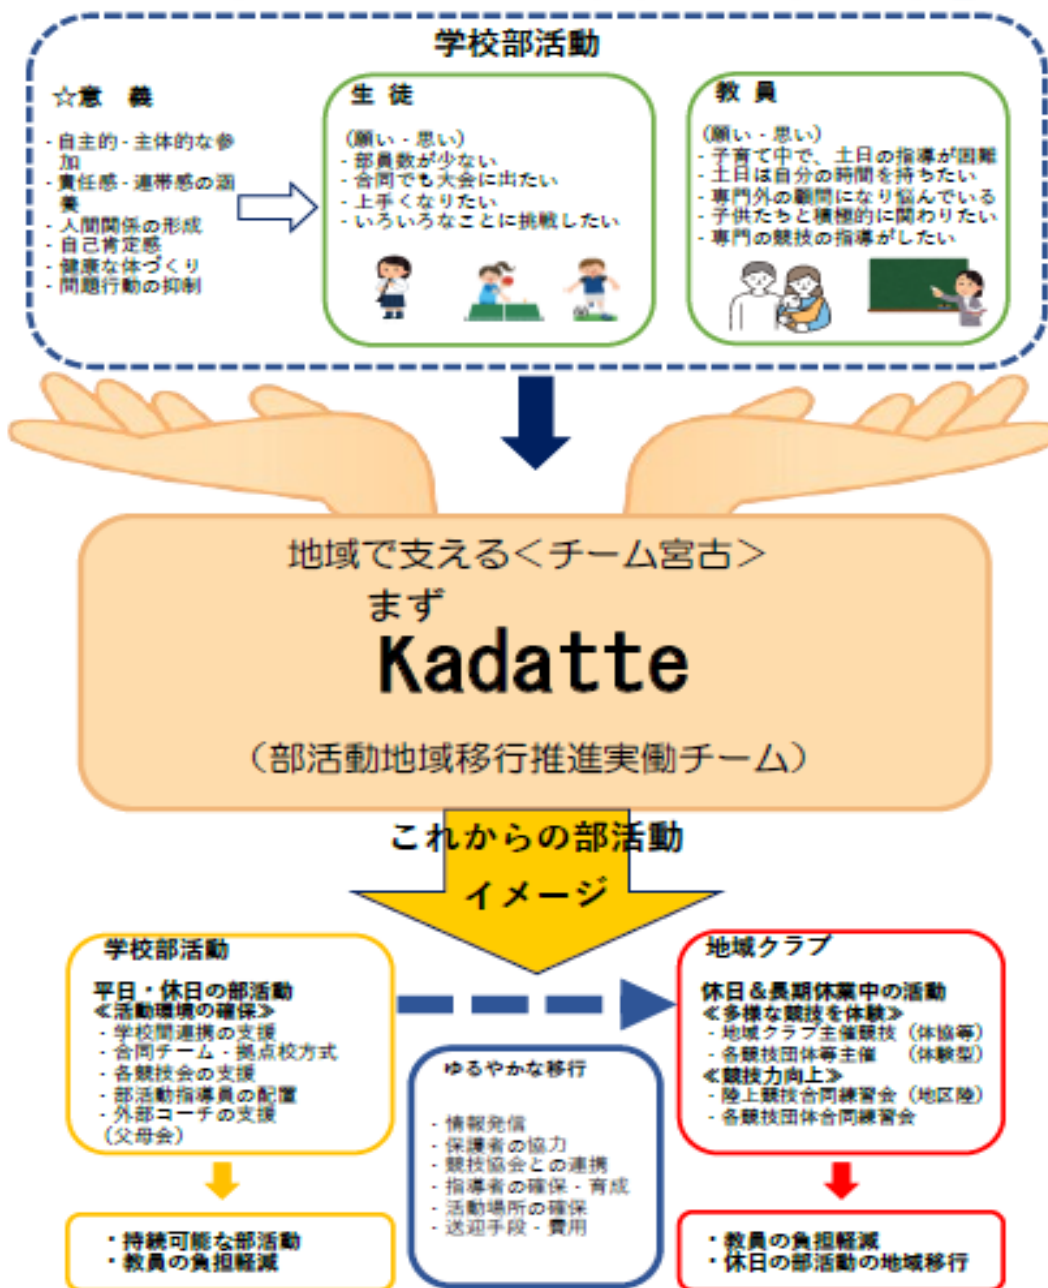 学校部活動
☆意　義
- 自主的 - 主体的な参
加
- 責任感 - 連帯感の涵
養
- 人間関係の形成
- 自己肯定感
- 健康な体づくり
- 問題行動の抑制
生 徒
(願い - 思い)
- 部員数が少ない
- 合同でも大会に出たい
- 上手くなりたい
- いろいろなことに挑戦したい
教 員
(願い - 思い)
- 子育て中で、土日の指導が困難
- 土日は自分の時間を持ちたい
- 専門外の顧問になり悩んでいる
- 子供たちと積極的に関わりたい
- 専門の競技の指導がしたい
地域で支える＜チーム宮古＞
まず
Kadatte
（部活動地域移行推進実働チーム）
これからの部活動
イメージ
学校部活動
平日・休日の部活動
≪活動環境の確保≫
- 学校間連携の支援
- 合同チーム - 拠点校方式
- 各競技会の支援
- 部活動指導員の配置
- 外部コーチの支援
（父母会）
・持続可能な部活動
・教員の負担軽減
ゆるやかな移行
- 情報発信
- 保護者の協力
- 競技協会との連携
- 指導者の確保 - 育成
- 活動場所の確保
- 送迎手段 - 費用
地域クラブ
休日＆長期休業中の活動
≪多様な競技を体験≫
- 地域クラブ主催競技（体協等）
- 各競技団体等主催　（体験型）
≪競技力向上≫
- 陸上競技合同練習会（地区陸）
- 各競技団体合同練習会
・教員の負担軽減
・休日の部活動の地域移行